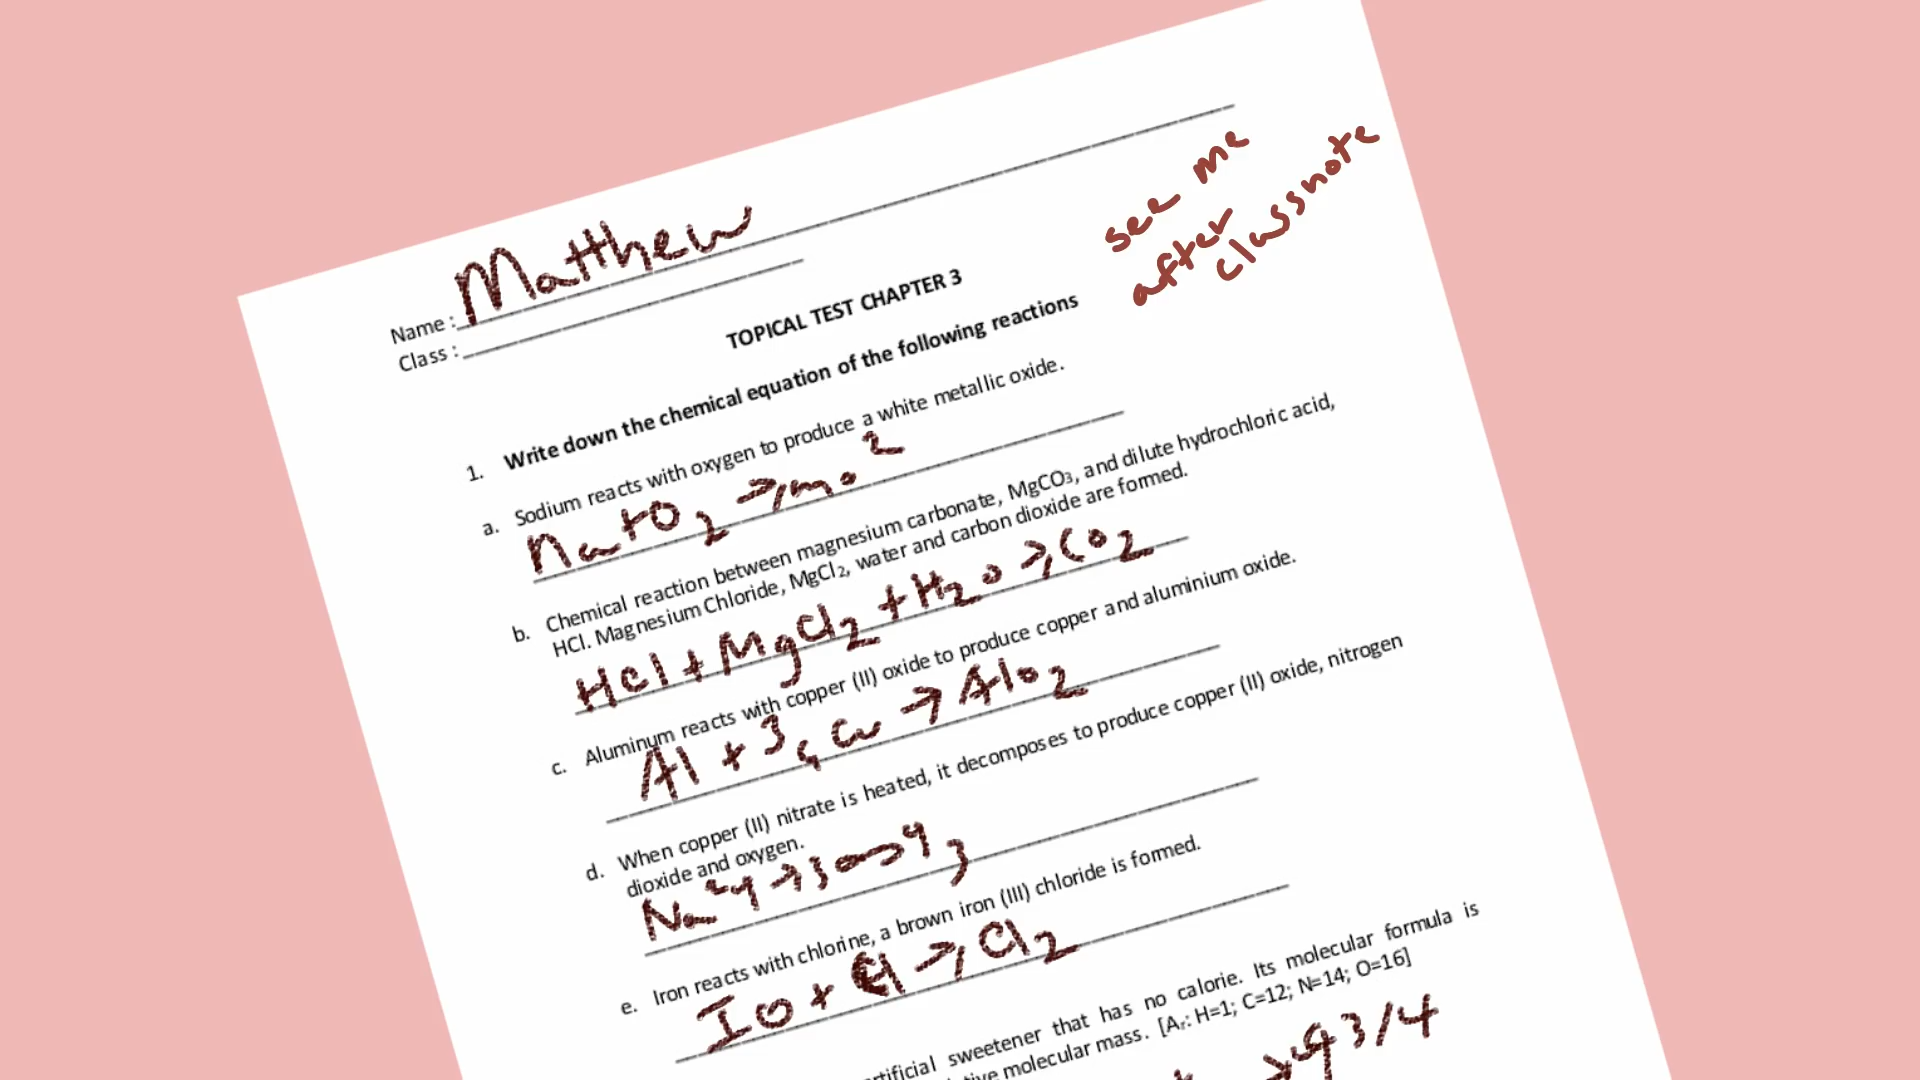 Name : Matthew
Class :
see me
after
classnote
TOPICAL TEST CHAPTER 3
1. Write down the chemical equation of the following reactions
a. Sodium reacts with oxygen to produce a white metallic oxide.
Na+O₂ →
b. Chemical reaction between magnesium carbonate, MgCO₃, and dilute hydrochloric acid,
HCl. Magnesium Chloride, MgCl₂, water and carbon dioxide are formed.
HCl+MgCl₂+H₂O→CO₂
c. Aluminum reacts with copper (II) oxide to produce copper and aluminium oxide.
Al + 3₄Cu → AlO₂
d. When copper (II) nitrate is heated, it decomposes to produce copper (II) oxide, nitrogen
dioxide and oxygen.
e. Iron reacts with chlorine, a brown iron (III) chloride is formed.
IO + Cl → Cl₂
sweetener that has no calorie. Its molecular formula is
molecular mass. [Aᵣ: H=1; C=12; N=14; O=16]